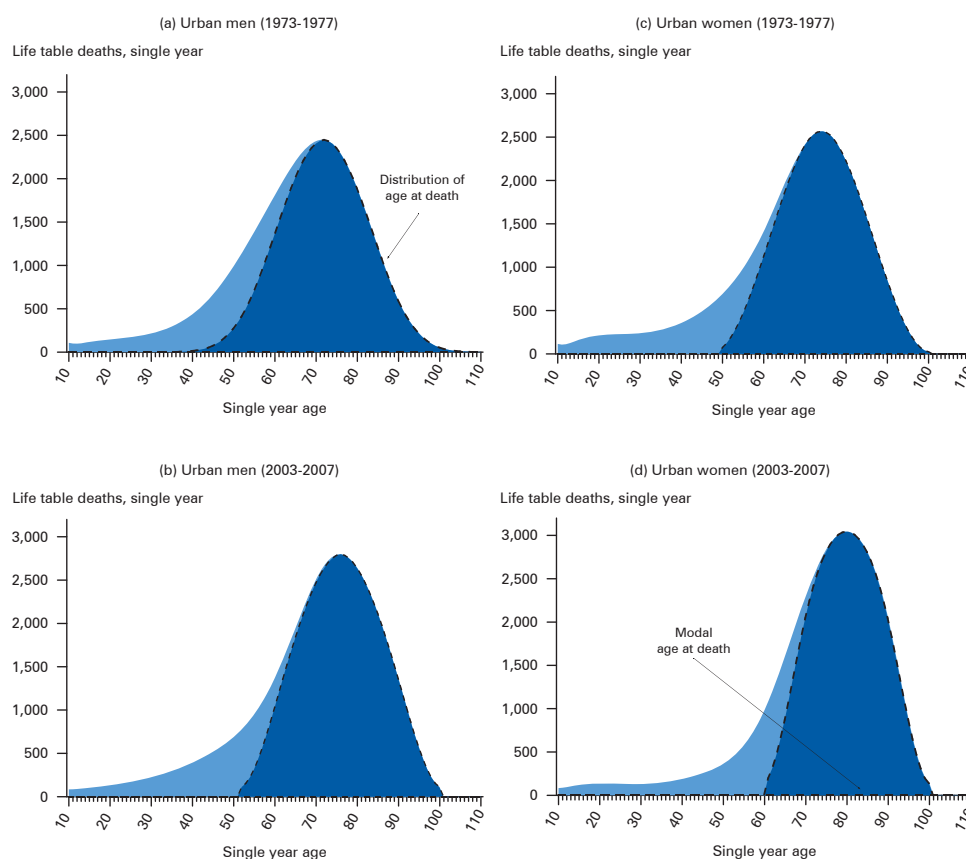 (a) Urban men (1973-1977)
Life table deaths, single year
3,000
2,500
2,000
1,500
1,000
500
0
Distribution of
age at death
10 20 30 40 50 60 70 80 90 100 110
Single year age
(c) Urban women (1973-1977)
Life table deaths, single year
3,000
2,500
2,000
1,500
1,000
500
0
10 20 30 40 50 60 70 80 90 100 110
Single year age
(b) Urban men (2003-2007)
Life table deaths, single year
3,000
2,500
2,000
1,500
1,000
500
0
10 20 30 40 50 60 70 80 90 100 110
Single year age
(d) Urban women (2003-2007)
Life table deaths, single year
3,000
2,500
2,000
1,500
1,000
500
0
Modal
age at death
10 20 30 40 50 60 70 80 90 100 110
Single year age